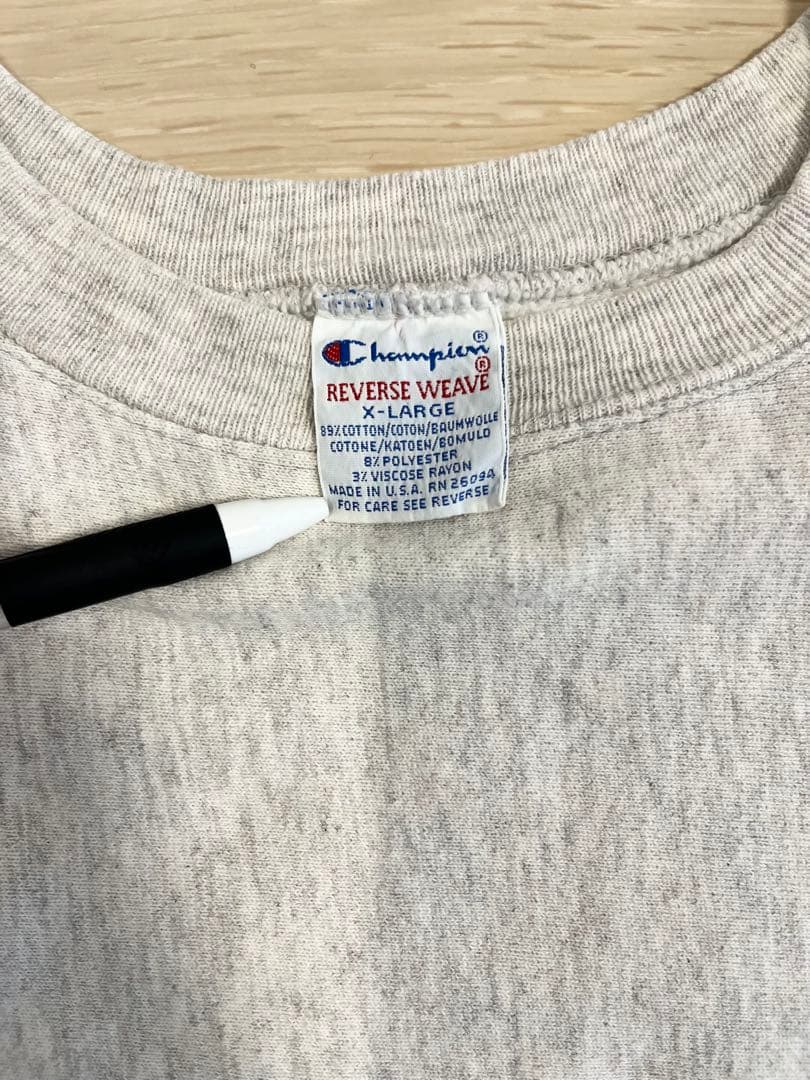 Champion®
REVERSE WEAVE®
X-LARGE
89% COTTON/COTON/BAUMWOLLE
COTONE/KATOEN/BOMULD
8% POLYESTER
3% VISCOSE RAYON
MADE IN U.S.A. RN 26094
FOR CARE SEE REVERSE